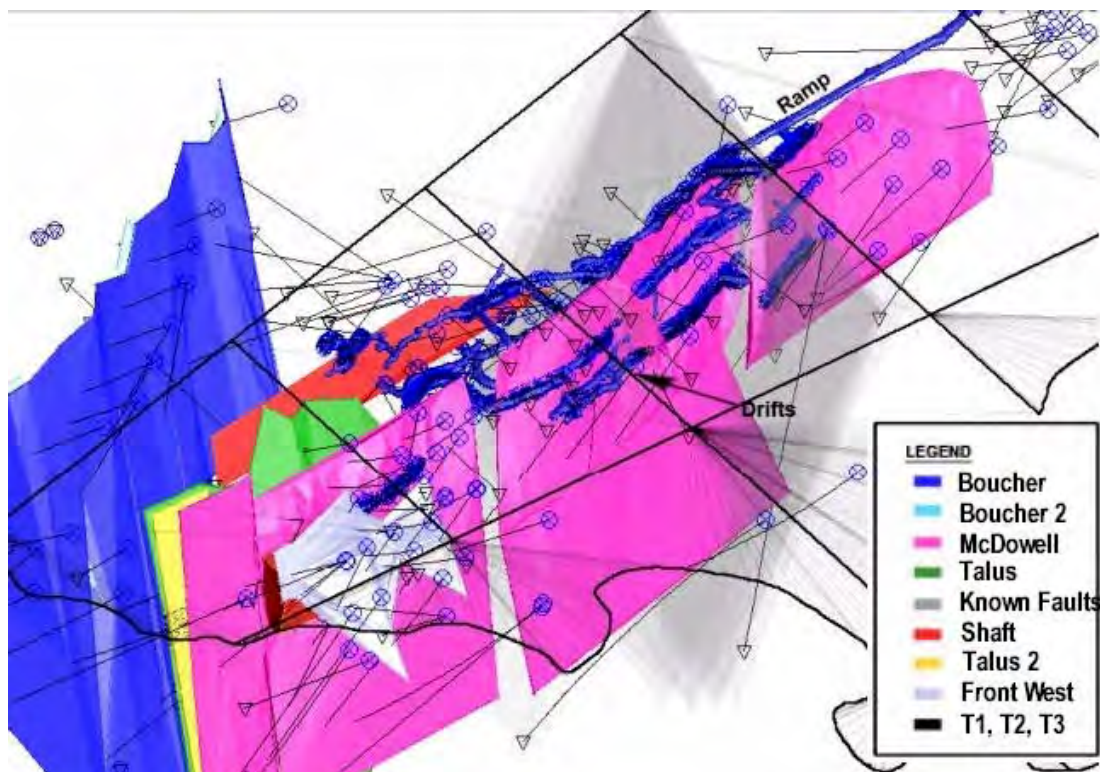 Ramp
Drifts
LEGEND
Boucher
Boucher 2
McDowell
Talus
Known Faults
Shaft
Talus 2
Front West
T1, T2, T3